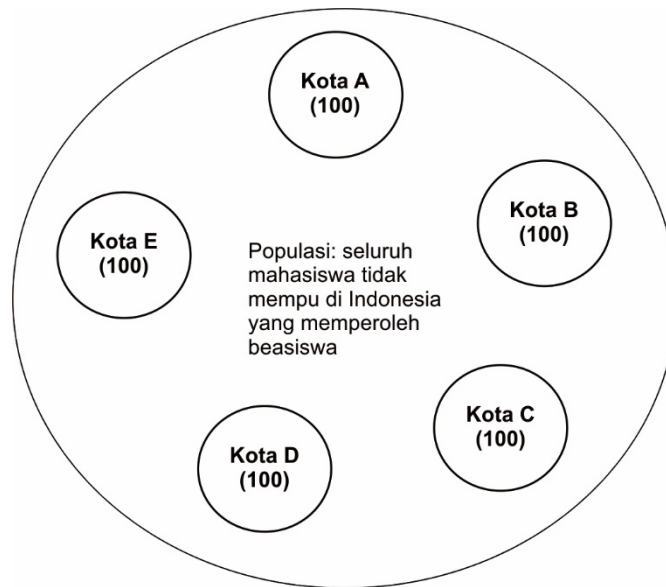 Kota A
(100)
Kota B
(100)
Kota E
(100)
Populasi: seluruh
mahasiswa tidak
mempu di Indonesia
yang memperoleh
beasiswa
Kota C
(100)
Kota D
(100)